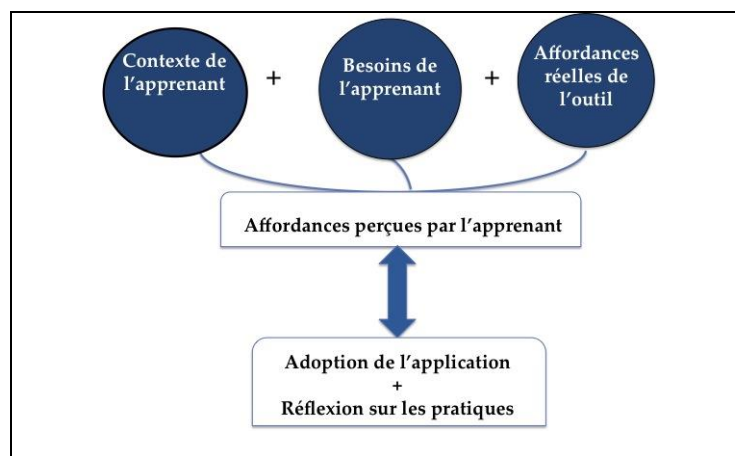 Contexte de
l’apprenant
+
Besoins de
l’apprenant
+
Affordances
réelles de
l’outil
Affordances perçues par l’apprenant
Adoption de l’application
+
Réflexion sur les pratiques